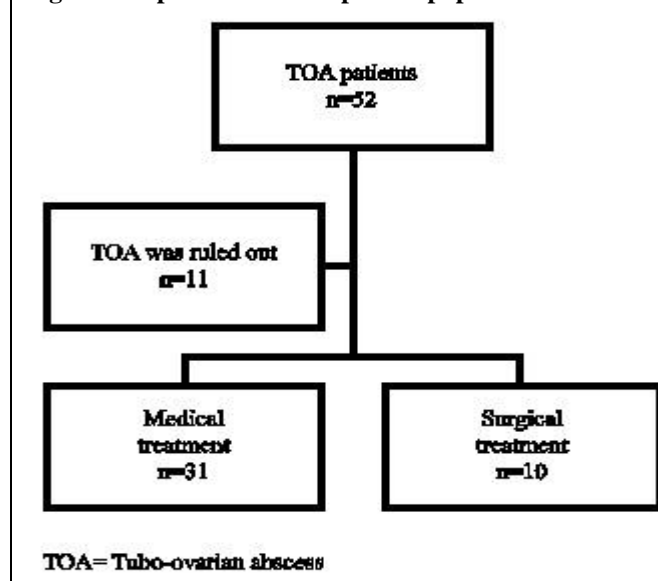 TOA patients
n=52
TOA was ruled out
n=11
Medical
treatment
n=31
Surgical
treatment
n=10
TOA= Tubo-ovarian abscess